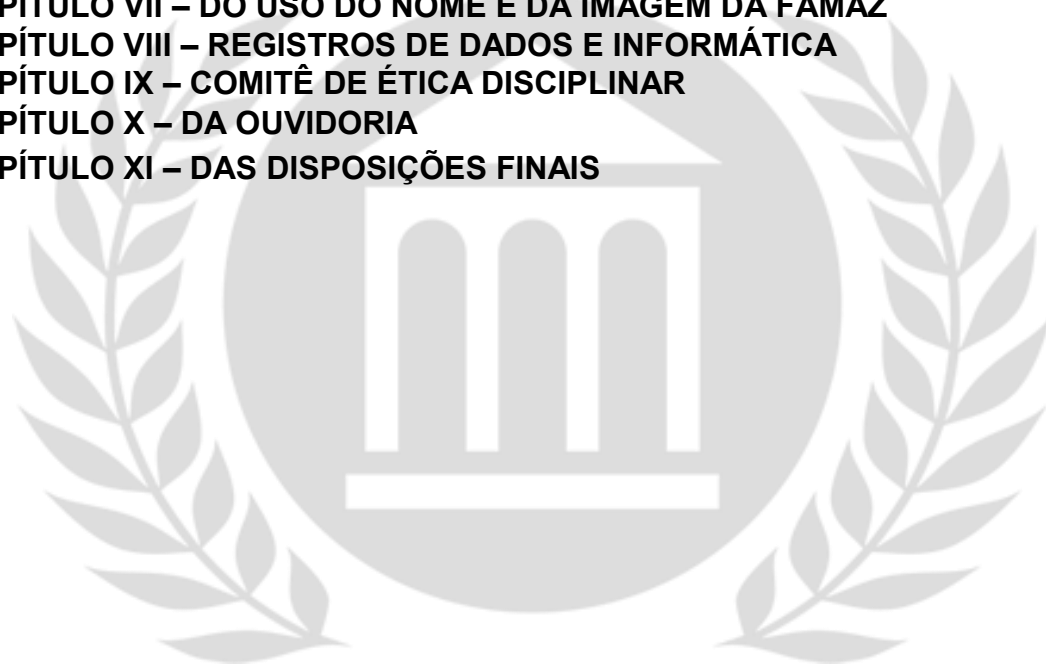 PÍTULO VII – DO USO DO NOME E DA IMAGEM DA FAMAZ
PÍTULO VIII – REGISTROS DE DADOS E INFORMÁTICA
PÍTULO IX – COMITÊ DE ÉTICA DISCIPLINAR
PÍTULO X – DA OUVIDORIA
PÍTULO XI – DAS DISPOSIÇÕES FINAIS